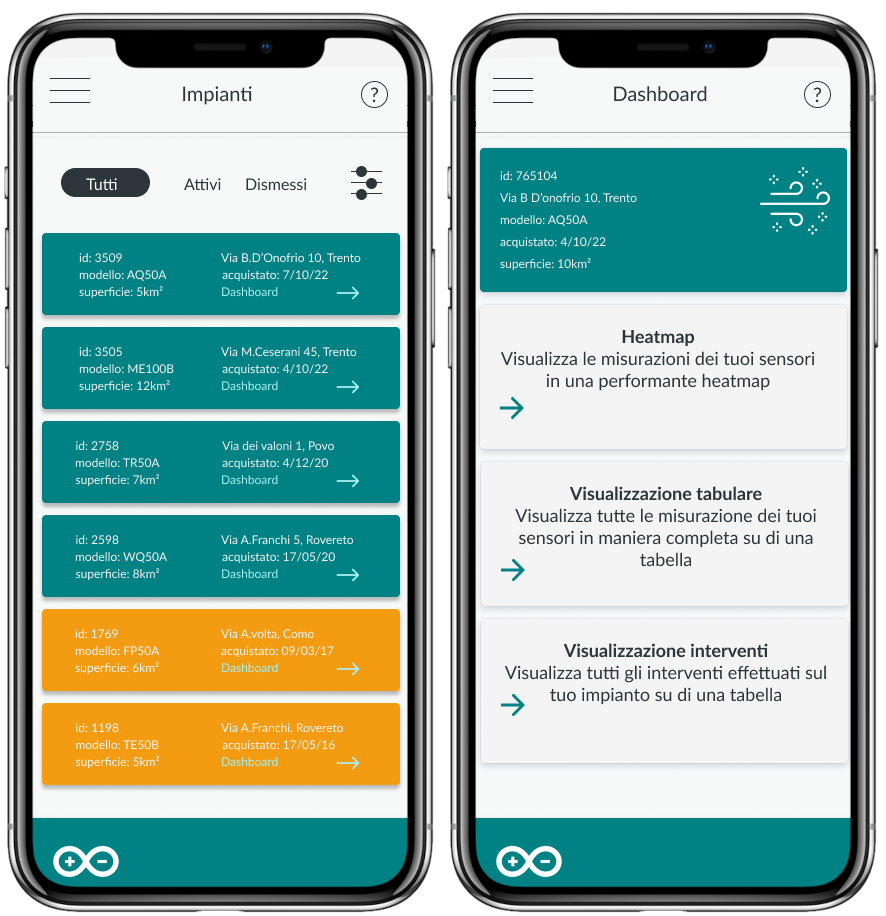 Impianti
?
Tutti
Attivi
Dismessi
id: 3509
modello: AQ50A
superficie: 5km²
Via B.D'Onofrio 10, Trento
acquistato: 7/10/22
Dashboard
id: 3505
modello: ME100B
superficie: 12km²
Via M.Ceserani 45, Trento
acquistato: 4/10/22
Dashboard
id: 2758
modello: TR50A
superficie: 7km²
Via dei valoni 1, Povo
acquistato: 4/12/20
Dashboard
id: 2598
modello: WQ50A
superficie: 8km²
Via A.Franchi 5, Rovereto
acquistato: 17/05/20
Dashboard
id: 1769
modello: FP50A
superficie: 6km²
Via A.volta, Como
acquistato: 09/03/17
Dashboard
id: 1198
modello: TE50B
superficie: 5km²
Via A.Franchi, Rovereto
acquistato: 17/05/16
Dashboard
Dashboard
?
id: 765104
Via B D'onofrio 10, Trento
modello: AQ50A
acquistato: 4/10/22
superficie: 10km²
Heatmap
Visualizza le misurazioni dei tuoi sensori
in una performante heatmap
Visualizzazione tabulare
Visualizza tutte le misurazione dei tuoi
sensori in maniera completa su di una
tabella
Visualizzazione interventi
Visualizza tutti gli interventi effettuati sul
tuo impianto su di una tabella